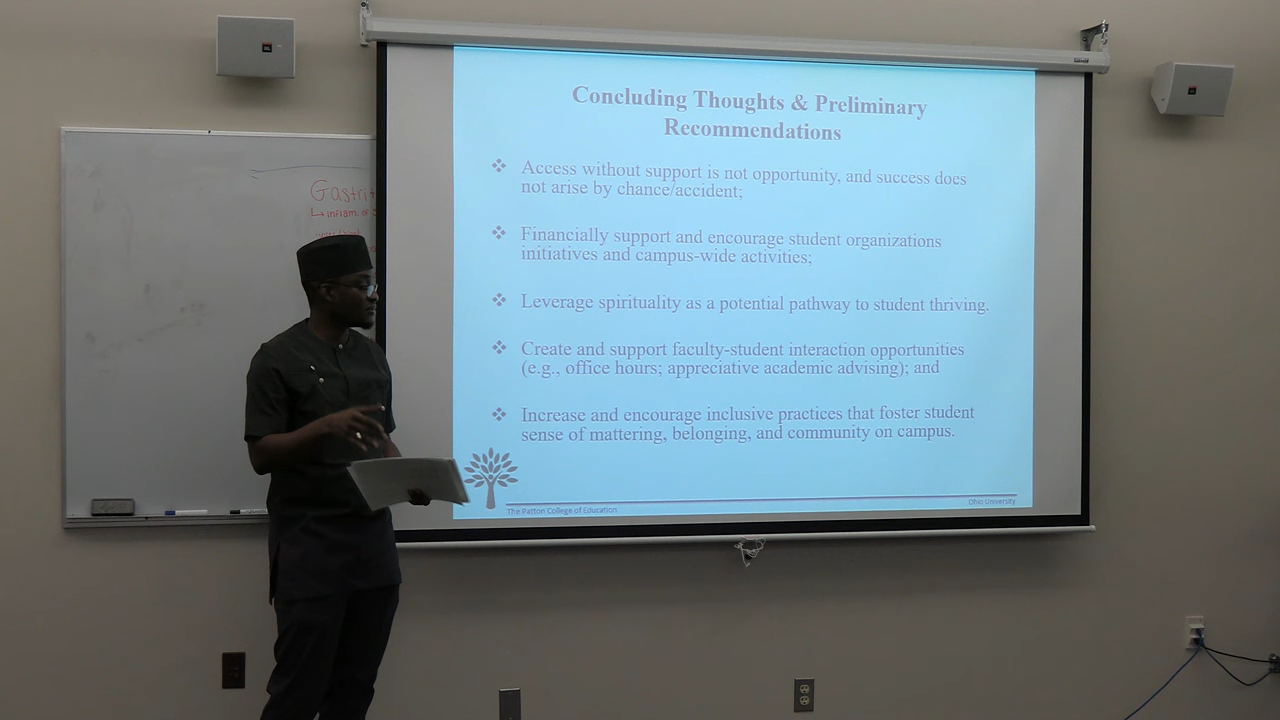 Concluding Thoughts & Preliminary
Recommendations
❖ Access without support is not opportunity, and success does
not arise by chance/accident;
❖ Financially support and encourage student organizations
initiatives and campus-wide activities;
❖ Leverage spirituality as a potential pathway to student thriving.
❖ Create and support faculty-student interaction opportunities
(e.g., office hours; appreciative academic advising); and
❖ Increase and encourage inclusive practices that foster student
sense of mattering, belonging, and community on campus.
The Patton College of Education
Ohio University
Gastrit
↳ inflam. of